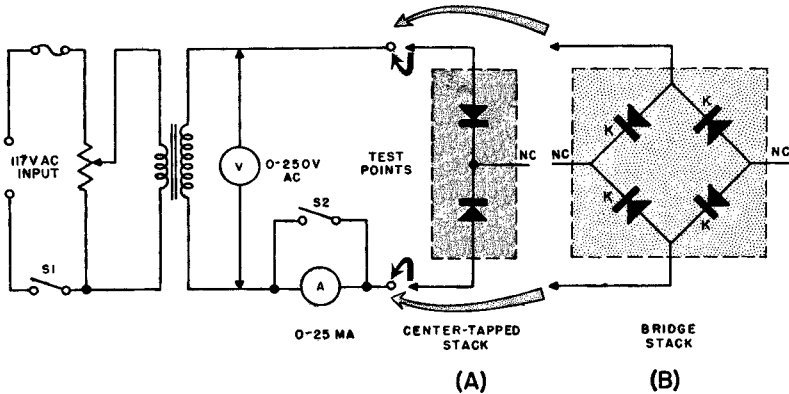 117V AC
INPUT
S1
V
0-250V
AC
S2
A
0-25 MA
TEST
POINTS
NC
CENTER-TAPPED
STACK
(A)
K
K
NC
NC
K
K
BRIDGE
STACK
(B)